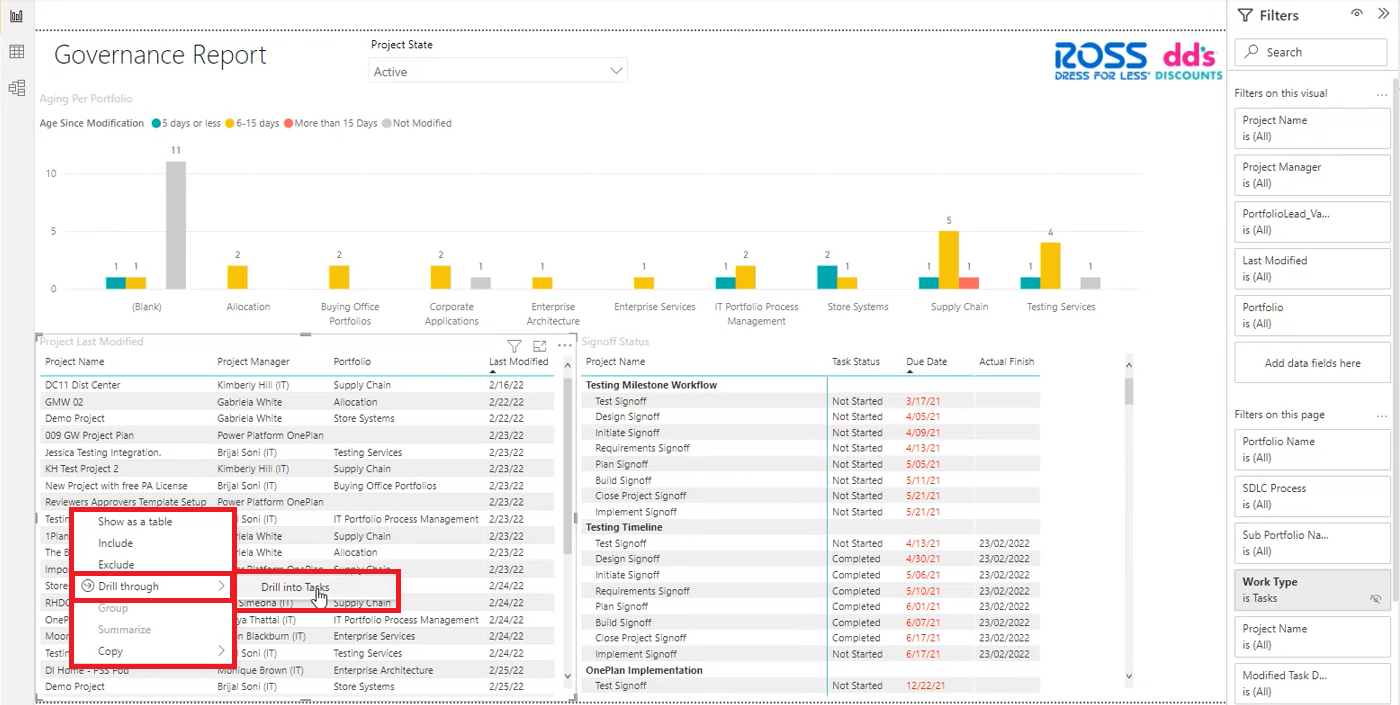 Governance Report
Project State
Active
ROSS
DRESS FOR LESS®
dd's
DISCOUNTS
Aging Per Portfolio
Age Since Modification 5 days or less 6-15 days More than 15 Days Not Modified
10
5
0
1 1 11
2
2
2 1
1
1
1 2
2 1
1 5 1
1 4 1
(Blank)
Allocation
Buying Office
Portfolios
Corporate
Applications
Enterprise
Architecture
Enterprise Services
IT Portfolio Process
Management
Store Systems
Supply Chain
Testing Services
Project Last Modified
Project Name Project Manager Portfolio Last Modified
DC11 Dist Center Kimberly Hill (IT) Supply Chain 2/16/22
GMW 02 Gabriela White Allocation 2/22/22
Demo Project Gabriela White Store Systems 2/22/22
009 GW Project Plan Power Platform OnePlan 2/23/22
Jessica Testing Integration. Brijal Soni (IT) Testing Services 2/23/22
KH Test Project 2 Kimberly Hill (IT) Supply Chain 2/23/22
New Project with free PA License Brijal Soni (IT) Buying Office Portfolios 2/23/22
Reviewers Approvers Template Setup Power Platform OnePlan 2/23/22
Testin Soni (IT) IT Portfolio Process Management 2/23/22
1Plan White Supply Chain 2/23/22
The B White Allocation 2/23/22
Impo Platform OnePlan Supply Chain 2/24/22
Store 2/24/22
RHDC Simeona (IT) Supply Chain 2/24/22
OneP ya Thattai (IT) IT Portfolio Process Management 2/24/22
Moor n Blackburn (IT) Enterprise Services 2/24/22
Testin Soni (IT) Testing Services 2/24/22
DI Home - PSS Pod Monique Brown (IT) Enterprise Architecture 2/25/22
Demo Project Brijal Soni (IT) Store Systems 2/25/22
Show as a table
Include
Exclude
Drill through
Drill into Tasks
Group
Summarize
Copy
Signoff Status
Project Name Task Status Due Date Actual Finish
Testing Milestone Workflow
Test Signoff Not Started 3/17/21
Design Signoff Not Started 4/05/21
Initiate Signoff Not Started 4/09/21
Requirements Signoff Not Started 4/13/21
Plan Signoff Not Started 5/05/21
Build Signoff Not Started 5/11/21
Close Project Signoff Not Started 5/21/21
Implement Signoff Not Started 5/21/21
Testing Timeline
Test Signoff Not Started 4/13/21 23/02/2022
Design Signoff Completed 4/30/21 23/02/2022
Initiate Signoff Completed 5/06/21 23/02/2022
Requirements Signoff Completed 5/10/21 23/02/2022
Plan Signoff Completed 6/01/21 23/02/2022
Build Signoff Completed 6/07/21 23/02/2022
Close Project Signoff Completed 6/17/21 23/02/2022
Implement Signoff Not Started 6/17/21 23/02/2022
OnePlan Implementation
Test Signoff Not Started 12/22/21
Filters
Search
Filters on this visual ...
Project Name
is (All)
Project Manager
is (All)
PortfolioLead_Va...
is (All)
Last Modified
is (All)
Portfolio
is (All)
Add data fields here
Filters on this page ...
Portfolio Name
is (All)
SDLC Process
is (All)
Sub Portfolio Na...
is (All)
Work Type
is Tasks
Project Name
is (All)
Modified Task D...
is (All)